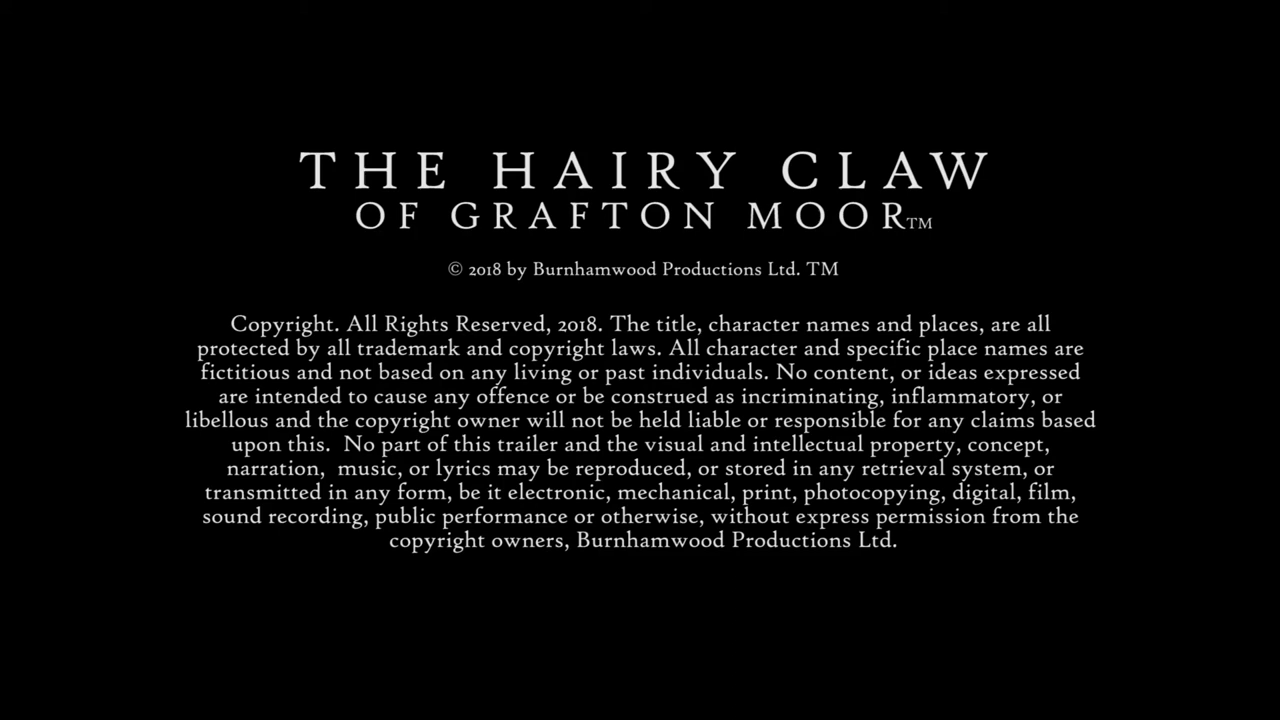 THE HAIRY CLAW
OF GRAFTON MOOR™
© 2018 by Burnhamwood Productions Ltd. TM
Copyright. All Rights Reserved, 2018. The title, character names and places, are all
protected by all trademark and copyright laws. All character and specific place names are
fictitious and not based on any living or past individuals. No content, or ideas expressed
are intended to cause any offence or be construed as incriminating, inflammatory, or
libellous and the copyright owner will not be held liable or responsible for any claims based
upon this.  No part of this trailer and the visual and intellectual property, concept,
narration,  music, or lyrics may be reproduced, or stored in any retrieval system, or
transmitted in any form, be it electronic, mechanical, print, photocopying, digital, film,
sound recording, public performance or otherwise, without express permission from the
copyright owners, Burnhamwood Productions Ltd.